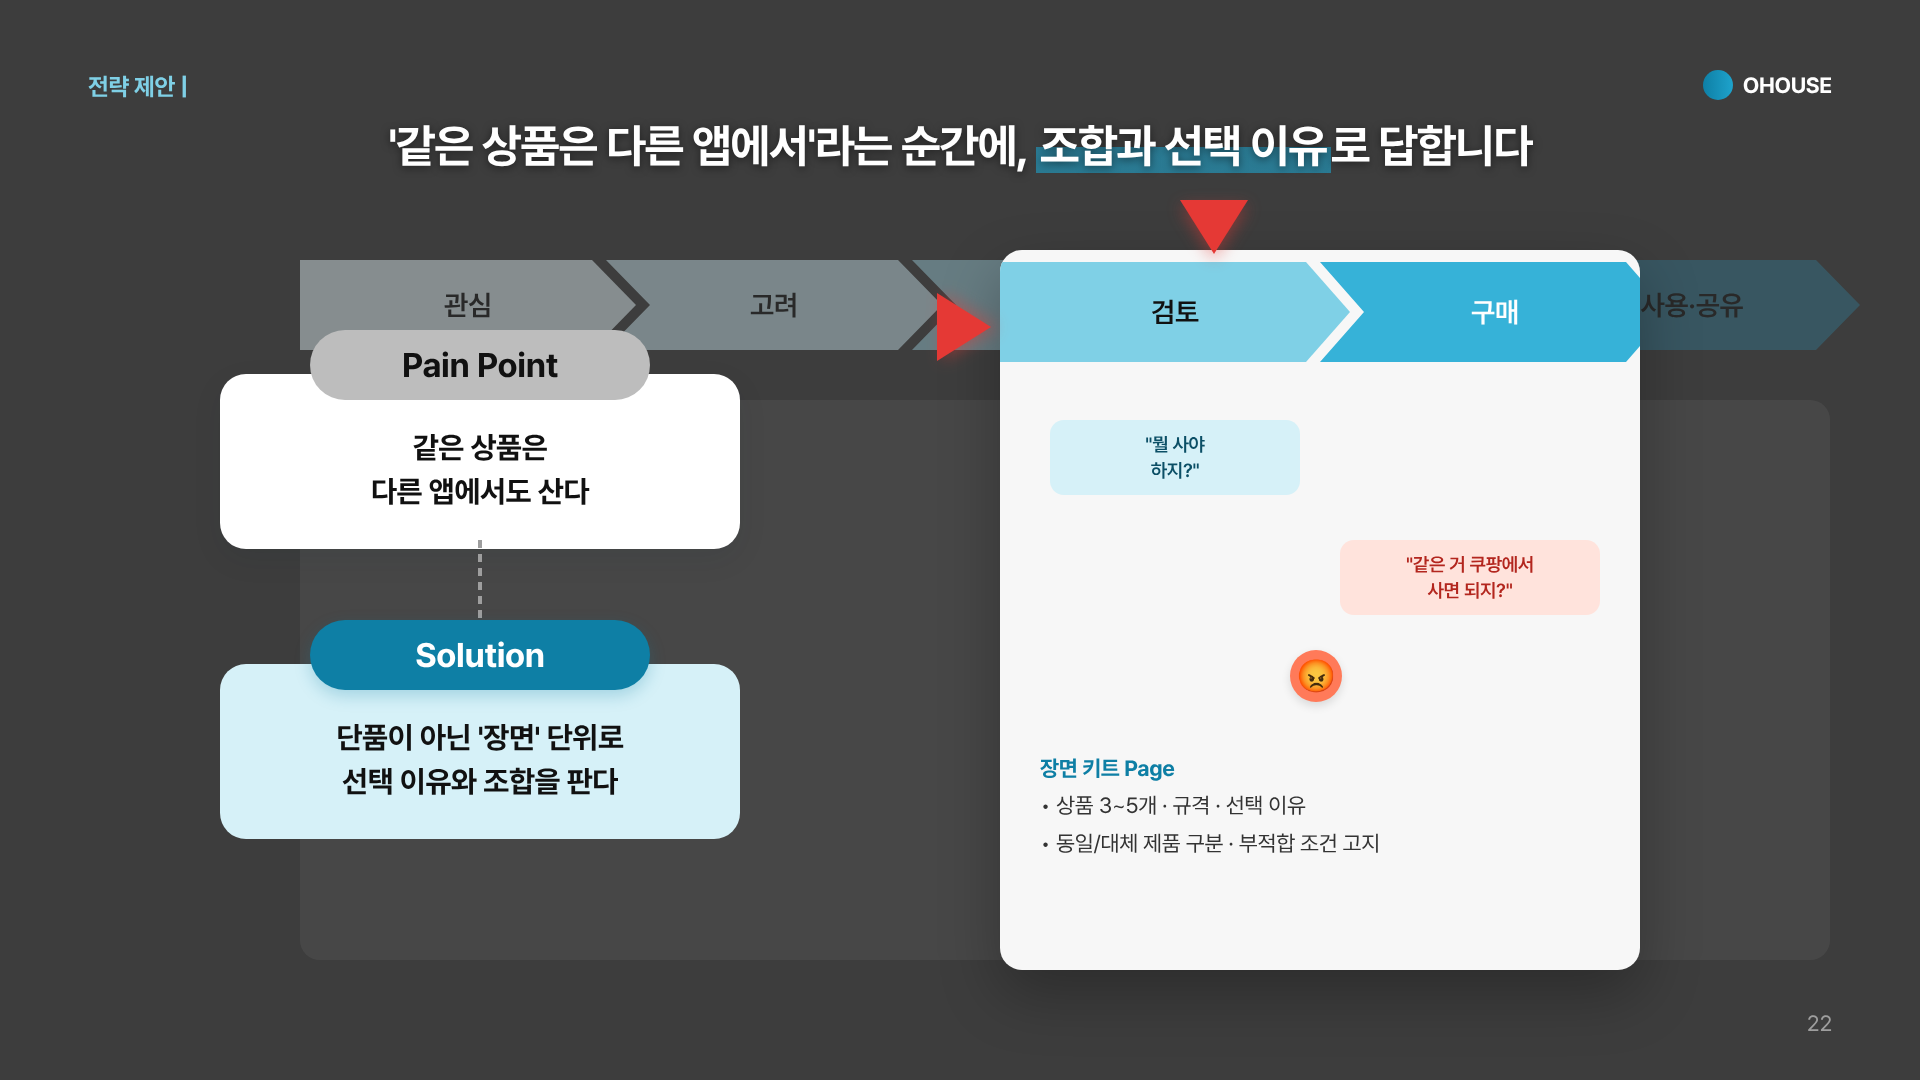 전략 제안 |
OHOUSE
'같은 상품은 다른 앱에서'라는 순간에, 조합과 선택 이유로 답합니다
관심
고려
검토
구매
사용·공유
Pain Point
같은 상품은
다른 앱에서도 산다
Solution
단품이 아닌 '장면' 단위로
선택 이유와 조합을 판다
"뭘 사야
하지?"
"같은 거 쿠팡에서
사면 되지?"
장면 키트 Page
• 상품 3~5개 · 규격 · 선택 이유
• 동일/대체 제품 구분 · 부적합 조건 고지
22